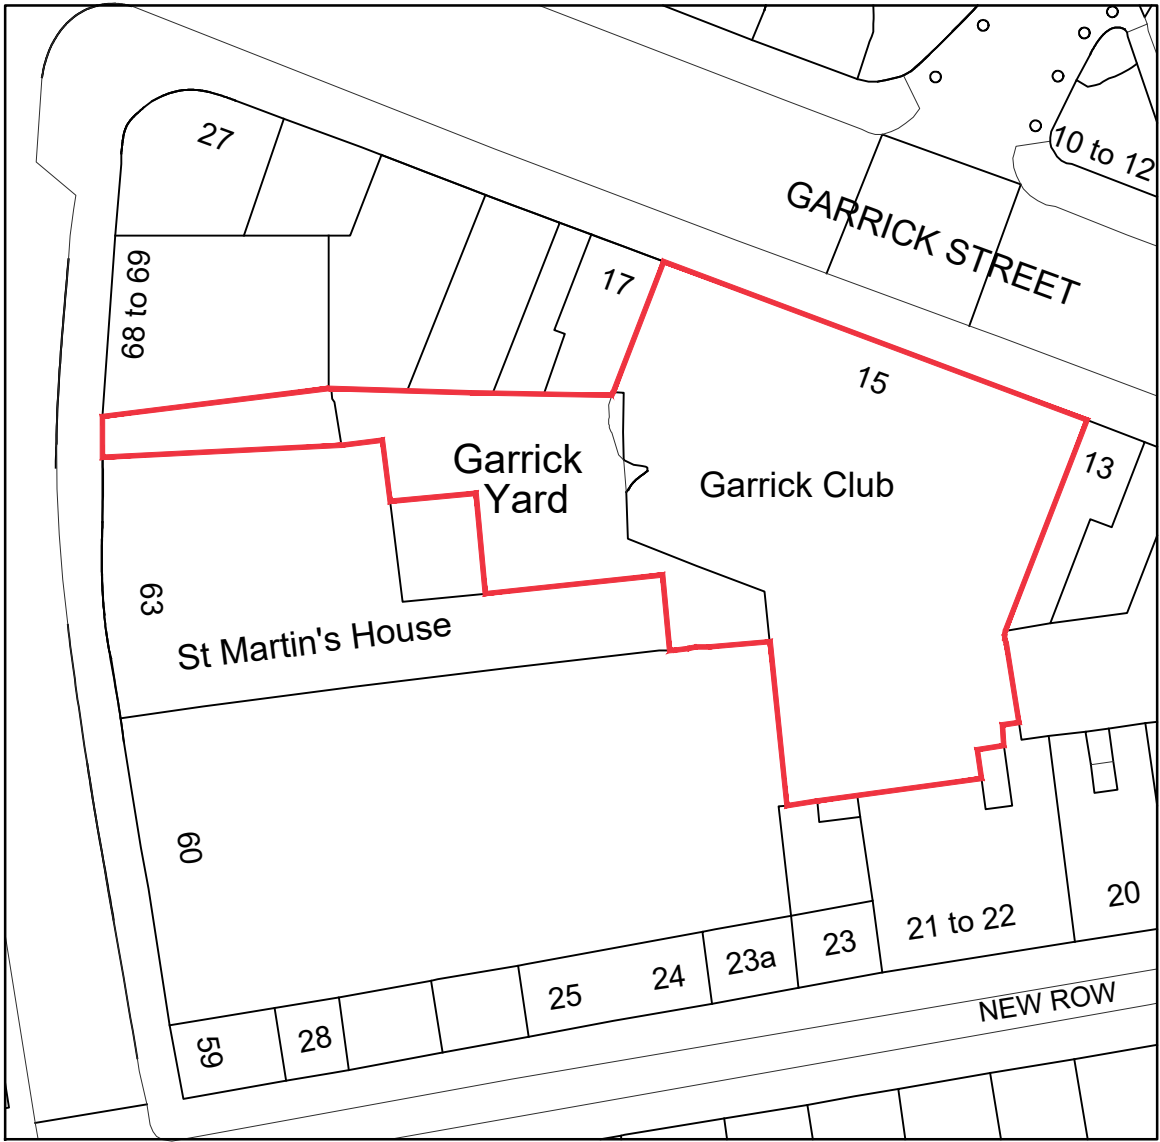 27
10 to 12
GARRICK STREET
68 to 69
17
15
Garrick
Yard
Garrick Club
13
63
St Martin's House
60
20
21 to 22
23
23a
24
25
NEW ROW
28
59